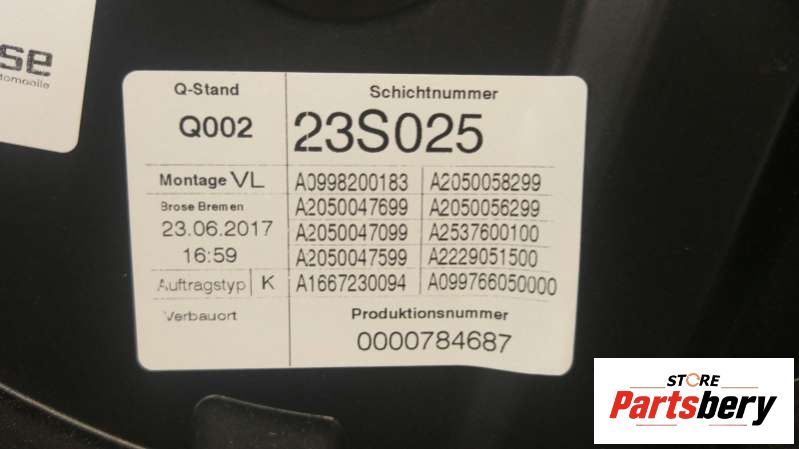 se
Q-Stand Schichtnummer
Q002 23S025
Montage VL A0998200183 A2050058299
Brose Bremen A2050047699 A2050056299
23.06.2017 A2050047099 A2537600100
16:59 A2050047599 A2229051500
Auftragstyp K A1667230094 A099766050000
Verbauort Produktionsnummer
0000784687
STORE
Partsbery